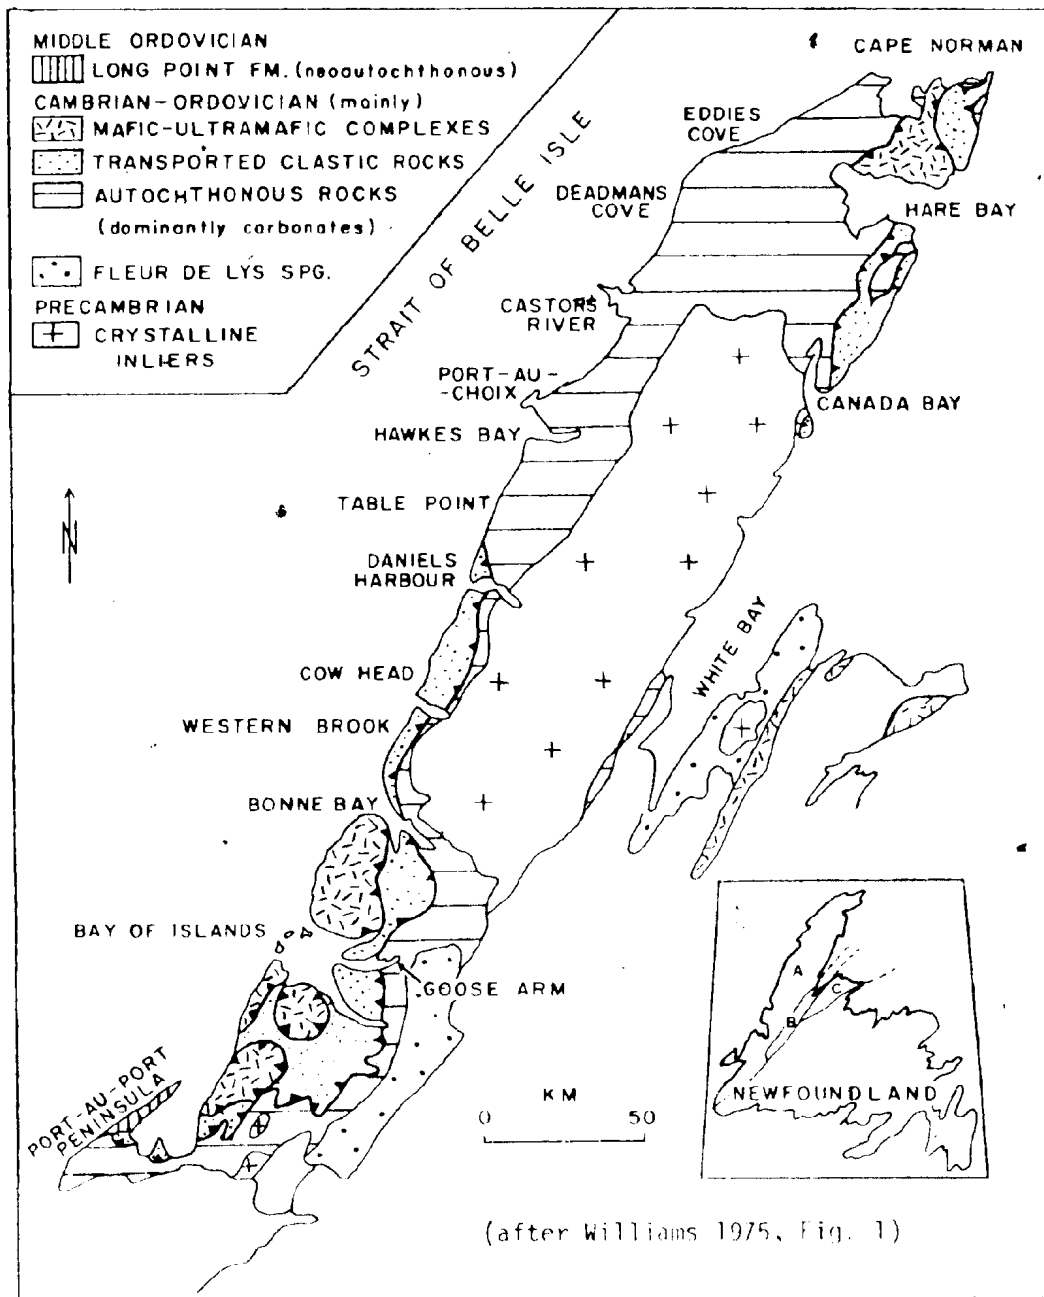 MIDDLE ORDOVICIAN
LONG POINT FM. (neoautochthonous)
CAMBRIAN-ORDOVICIAN (mainly)
MAFIC-ULTRAMAFIC COMPLEXES
TRANSPORTED CLASTIC ROCKS
AUTOCHTHONOUS ROCKS
(dominantly carbonates)
FLEUR DE LYS SPG.
PRECAMBRIAN
CRYSTALLINE
INLIERS
STRAIT OF BELLE ISLE
CAPE NORMAN
EDDIES
COVE
DEADMANS
COVE
HARE BAY
CASTORS
RIVER
PORT-AU-
-CHOIX
CANADA BAY
HAWKES BAY
TABLE POINT
N
DANIELS
HARBOUR
WHITE BAY
COW HEAD
WESTERN BROOK
BONNE BAY
BAY OF ISLANDS
GOOSE ARM
PORT-AU-PORT
PENINSULA
KM
0 50
A
B
C
NEWFOUNDLAND
(after Williams 1975, Fig. 1)